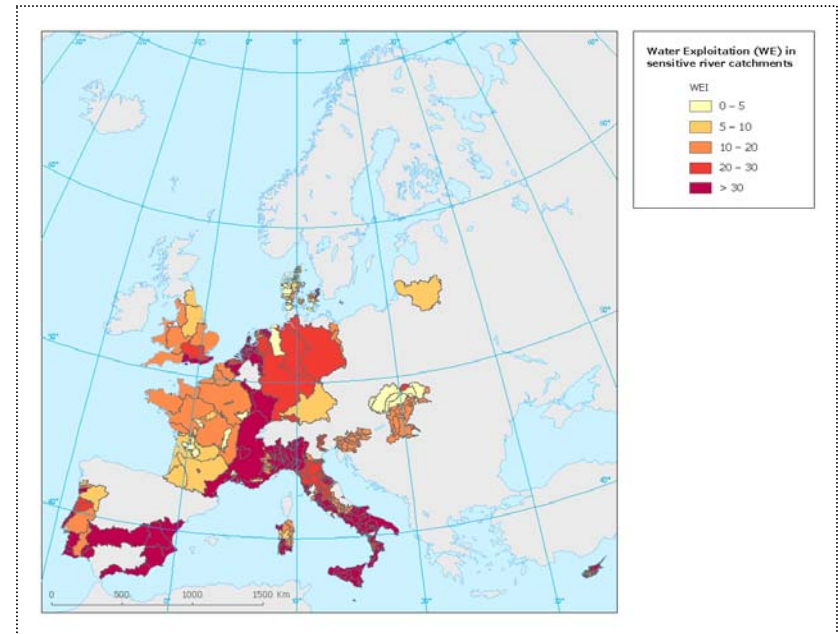 Water Exploitation (WE) in
sensitive river catchments
WEI
0 – 5
5 – 10
10 – 20
20 – 30
> 30
0 500 1000 1500 Km